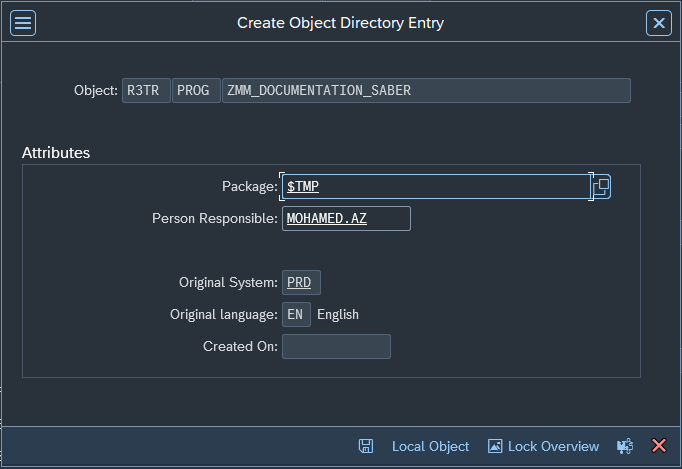 Create Object Directory Entry
Object: R3TR PROG ZMM_DOCUMENTATION_SABER
Attributes
Package: $TMP
Person Responsible: MOHAMED.AZ
Original System: PRD
Original language: EN English
Created On:
Local Object Lock Overview